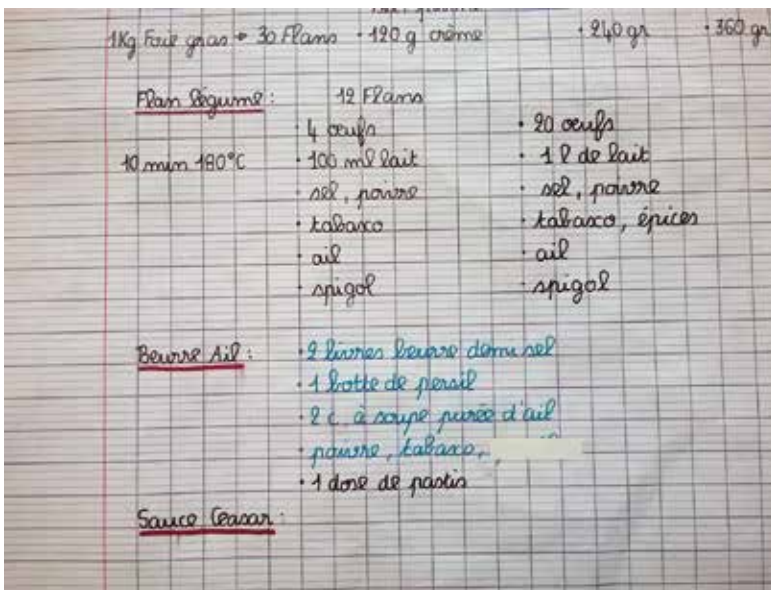 1Kg Foie gras → 30 Flans • 120 g crème • 240 gr • 360 gr
Flan légume : 12 Flans
• 4 oeufs • 20 oeufs
10 min 180°C • 100 ml lait • 1 l de lait
• sel, poivre • sel, poivre
• tabaxo • tabaxo, épices
• ail • ail
• spigol • spigol
Beurre Ail : • 2 livres beurre demi sel
• 1 botte de persil
• 2 c. à soupe purée d'ail
• poivre, tabaxo,
• 1 dose de pastis
Sauce Ceasar :